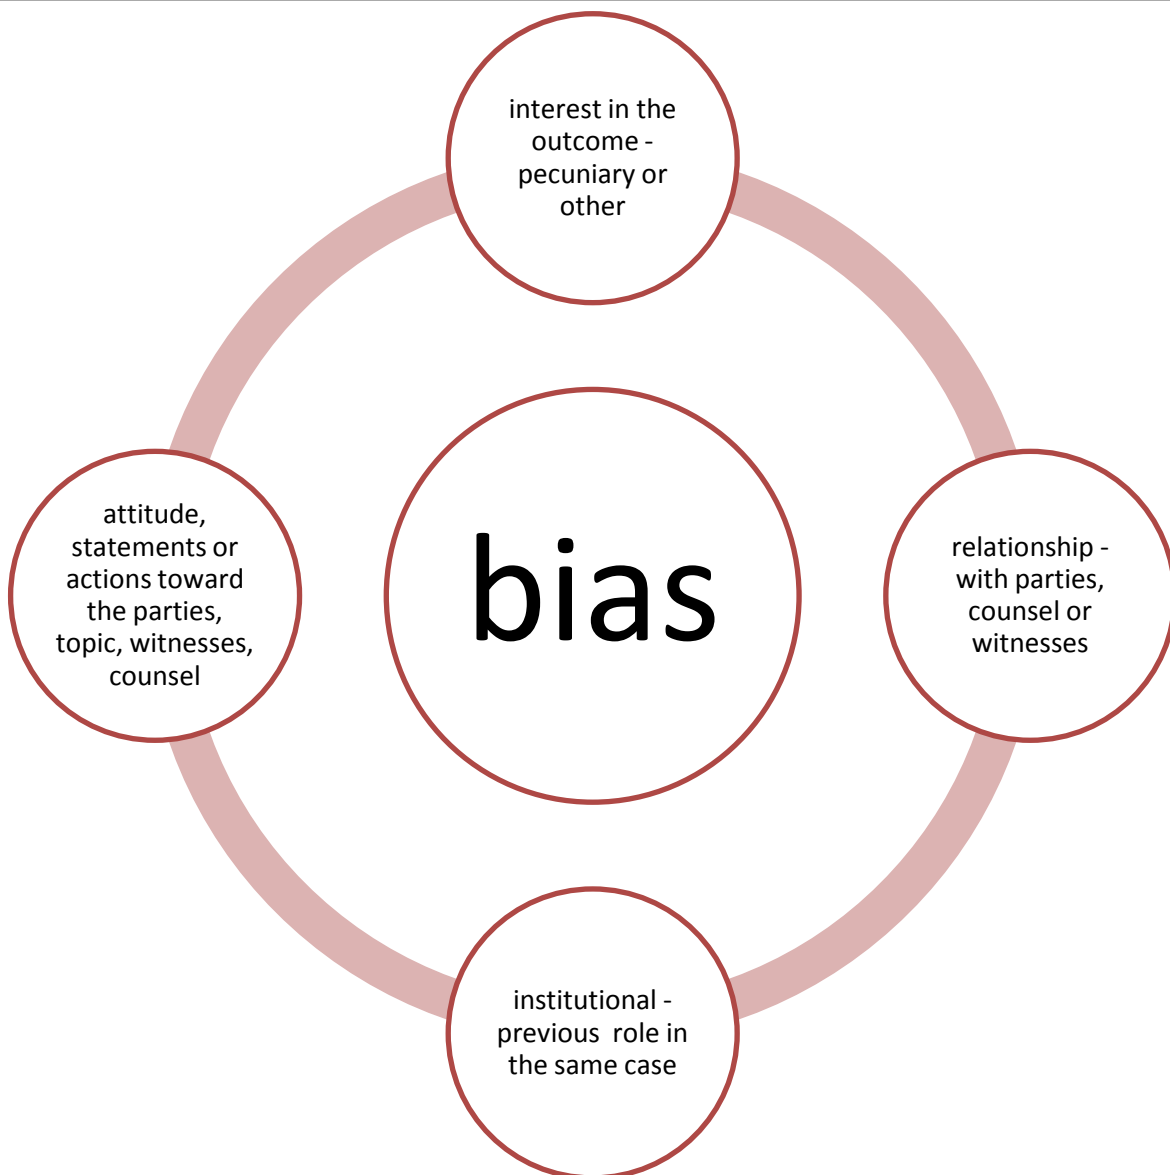 interest in the
outcome -
pecuniary or
other
attitude,
statements or
actions toward
the parties,
topic, witnesses,
counsel
bias
relationship -
with parties,
counsel or
witnesses
institutional -
previous  role in
the same case